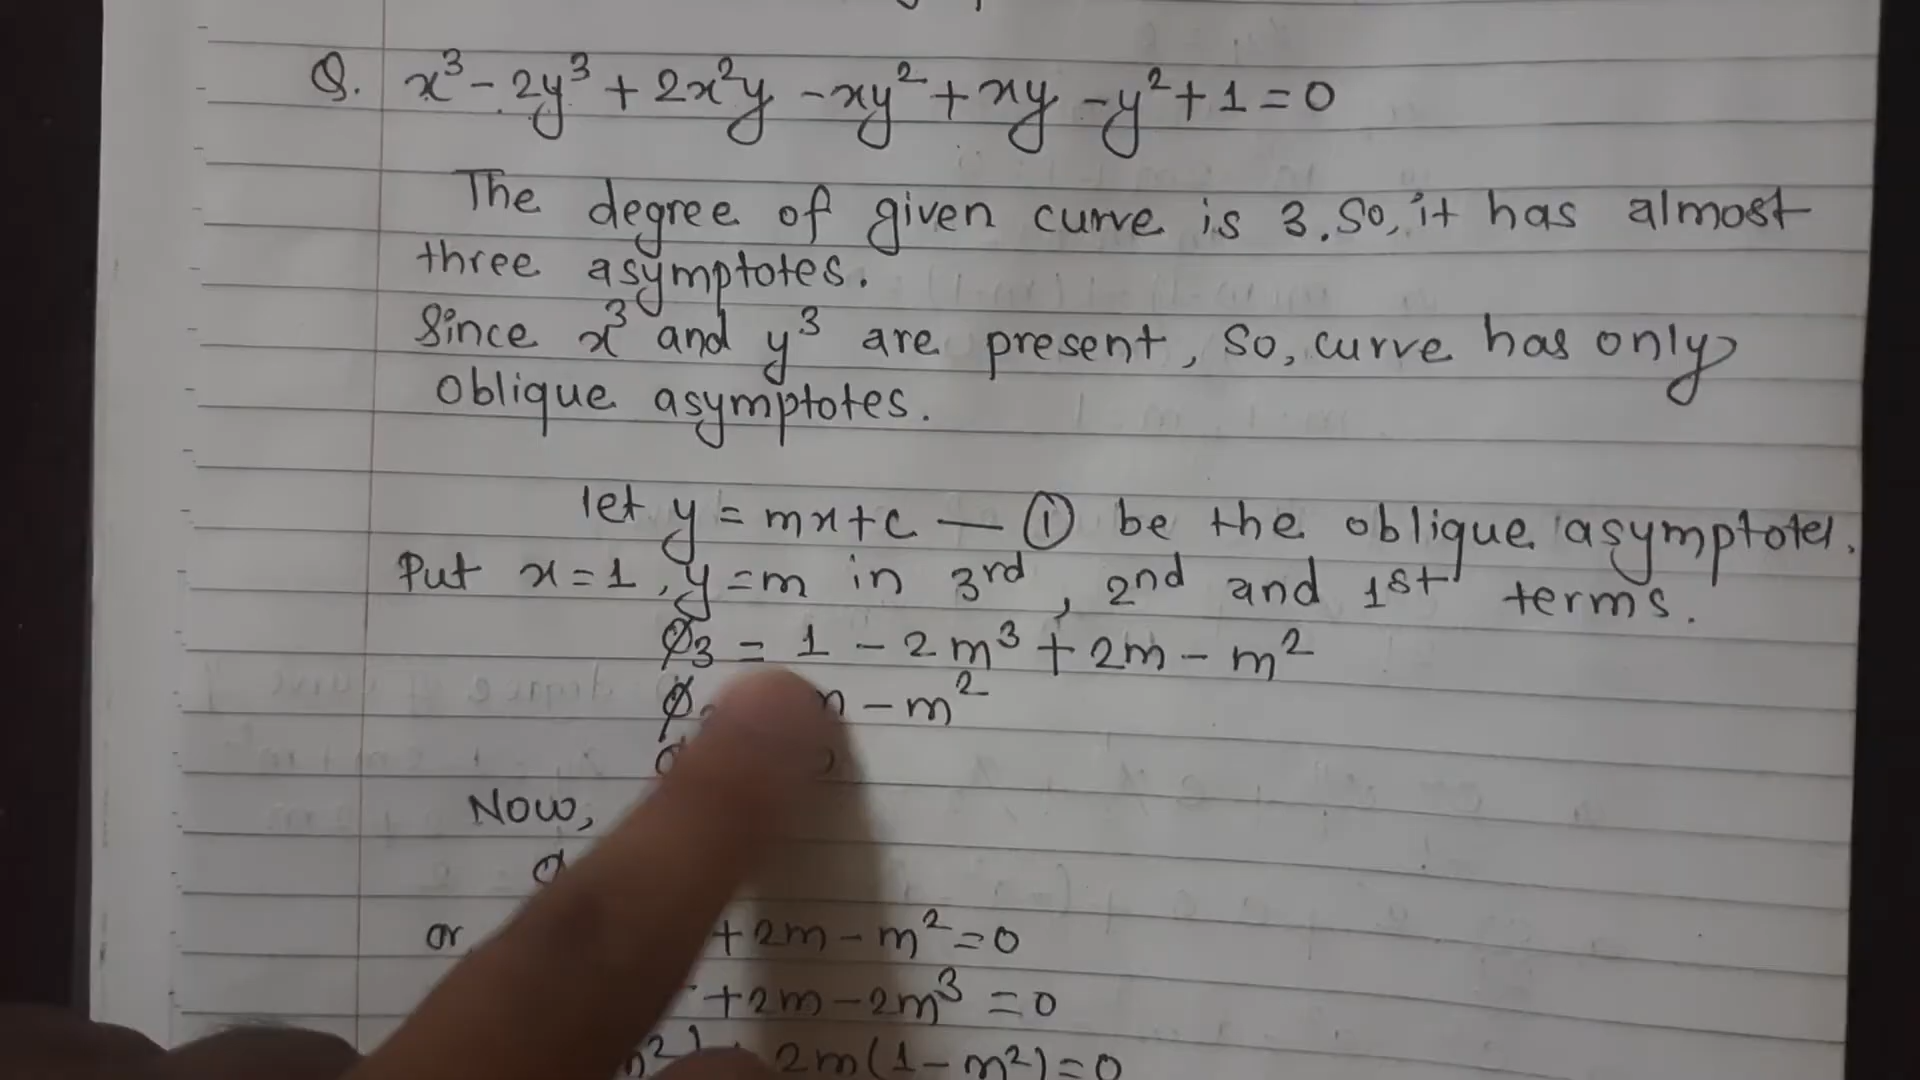 Q. x³ - 2y³ + 2x²y - xy² + xy - y² + 1 = 0
The degree of given curve is 3. So, it has almost
three asymptotes.
Since x³ and y³ are present, so, curve has only
oblique asymptotes.
let y = mx + c — ① be the oblique asymptotes.
Put x = 1, y = m in 3rd, 2nd and 1st terms.
φ₃ = 1 - 2m³ + 2m - m²
φ - m²
Now,
or, + 2m - m² = 0
+ 2m - 2m³ = 0
2m(1 - m²) = 0